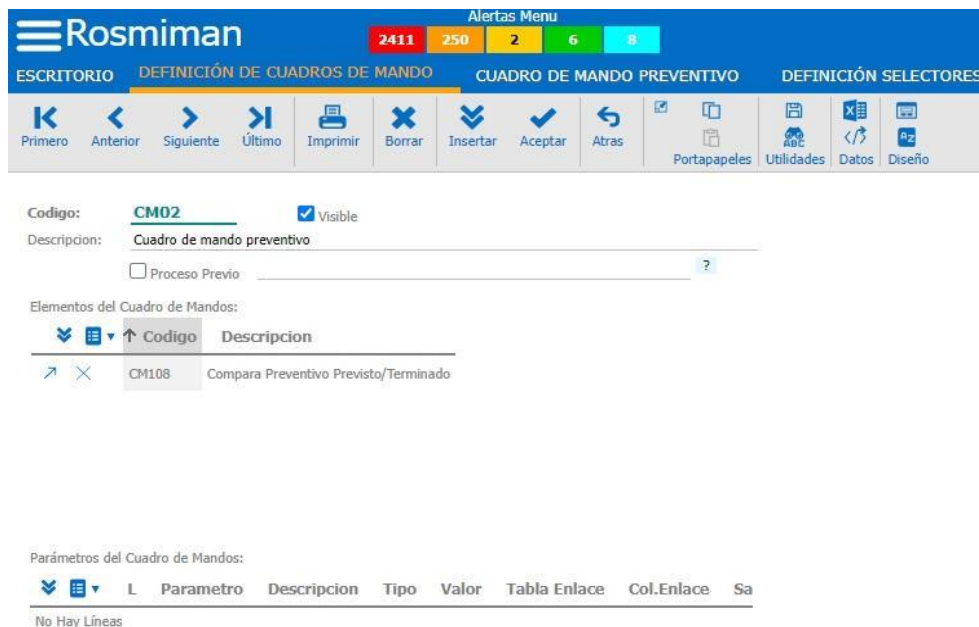 Alertas Menu
Rosmiman
2411 250 2 6 8
ESCRITORIO DEFINICIÓN DE CUADROS DE MANDO CUADRO DE MANDO PREVENTIVO DEFINICIÓN SELECTORES
Primero Anterior Siguiente Último Imprimir Borrar Insertar Aceptar Atras Portapapeles Utilidades Datos Diseño
ABC
AZ
Codigo: CM02 Visible
Descripcion: Cuadro de mando preventivo
Proceso Previo ?
Elementos del Cuadro de Mandos:
Codigo Descripcion
CM108 Compara Preventivo Previsto/Terminado
Parámetros del Cuadro de Mandos:
L Parametro Descripcion Tipo Valor Tabla Enlace Col.Enlace Sa
No Hay Líneas